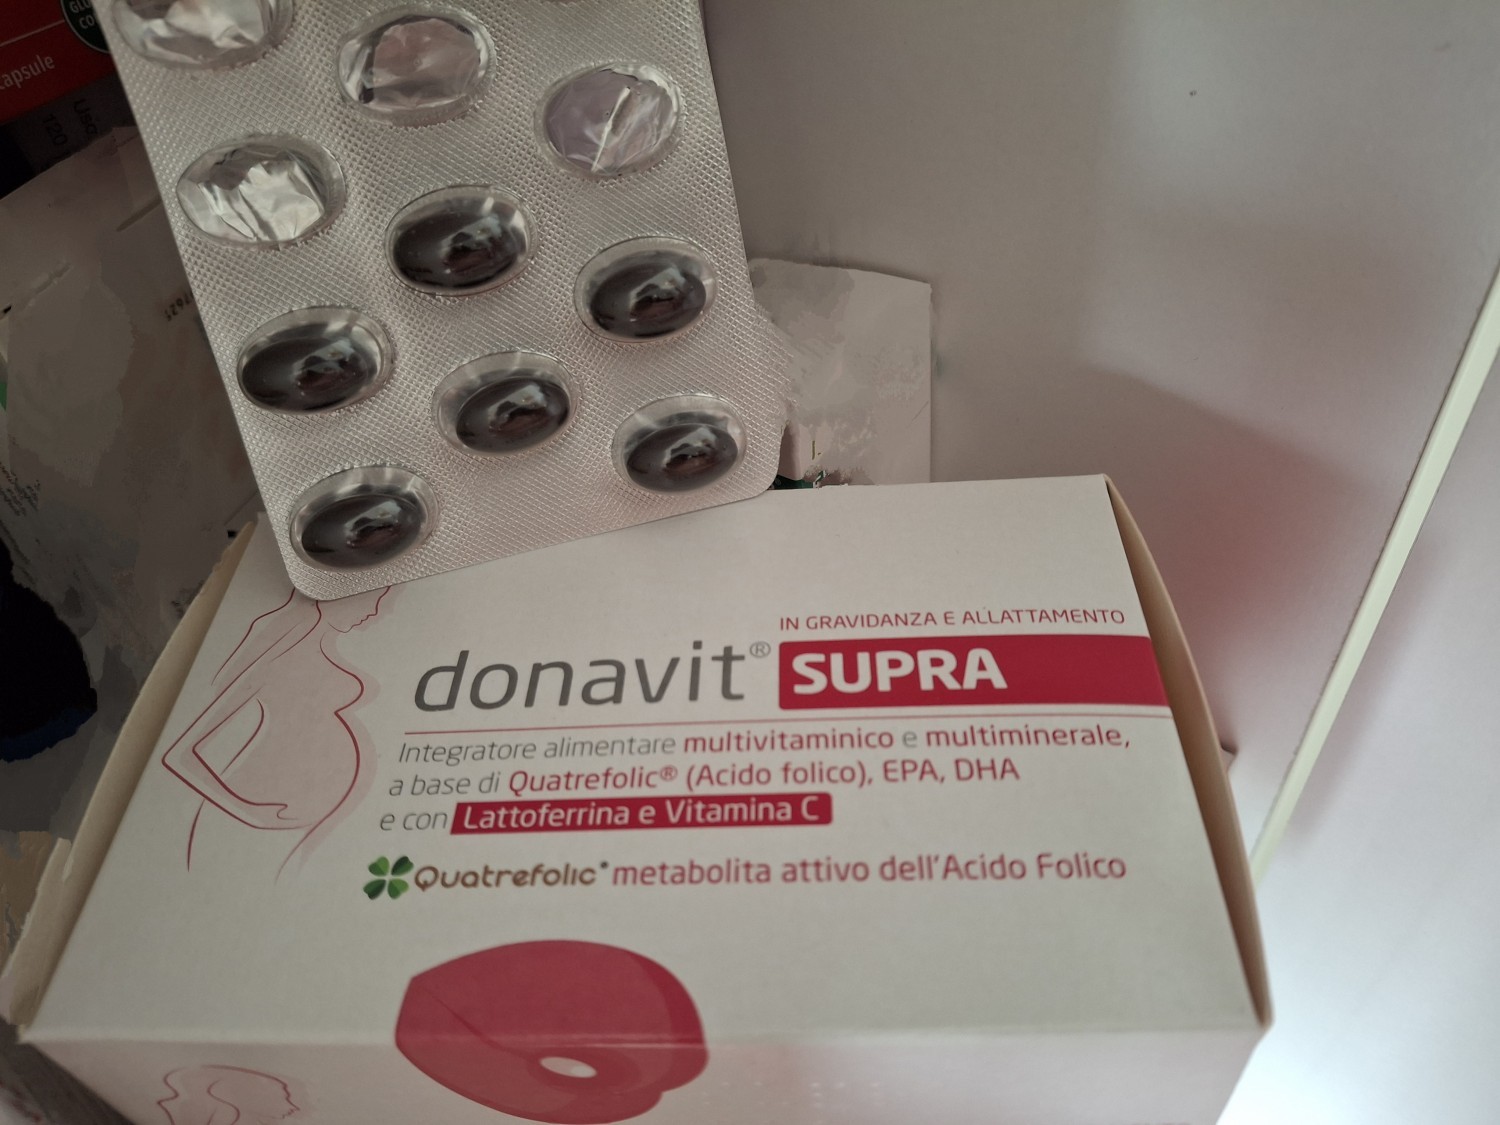 capsule
120
IN GRAVIDANZA E ALLATTAMENTO
donavit® SUPRA
Integratore alimentare multivitaminico e multiminerale,
a base di Quatrefolic® (Acido folico), EPA, DHA
e con Lattoferrina e Vitamina C
Quatrefolic® metabolita attivo dell'Acido Folico